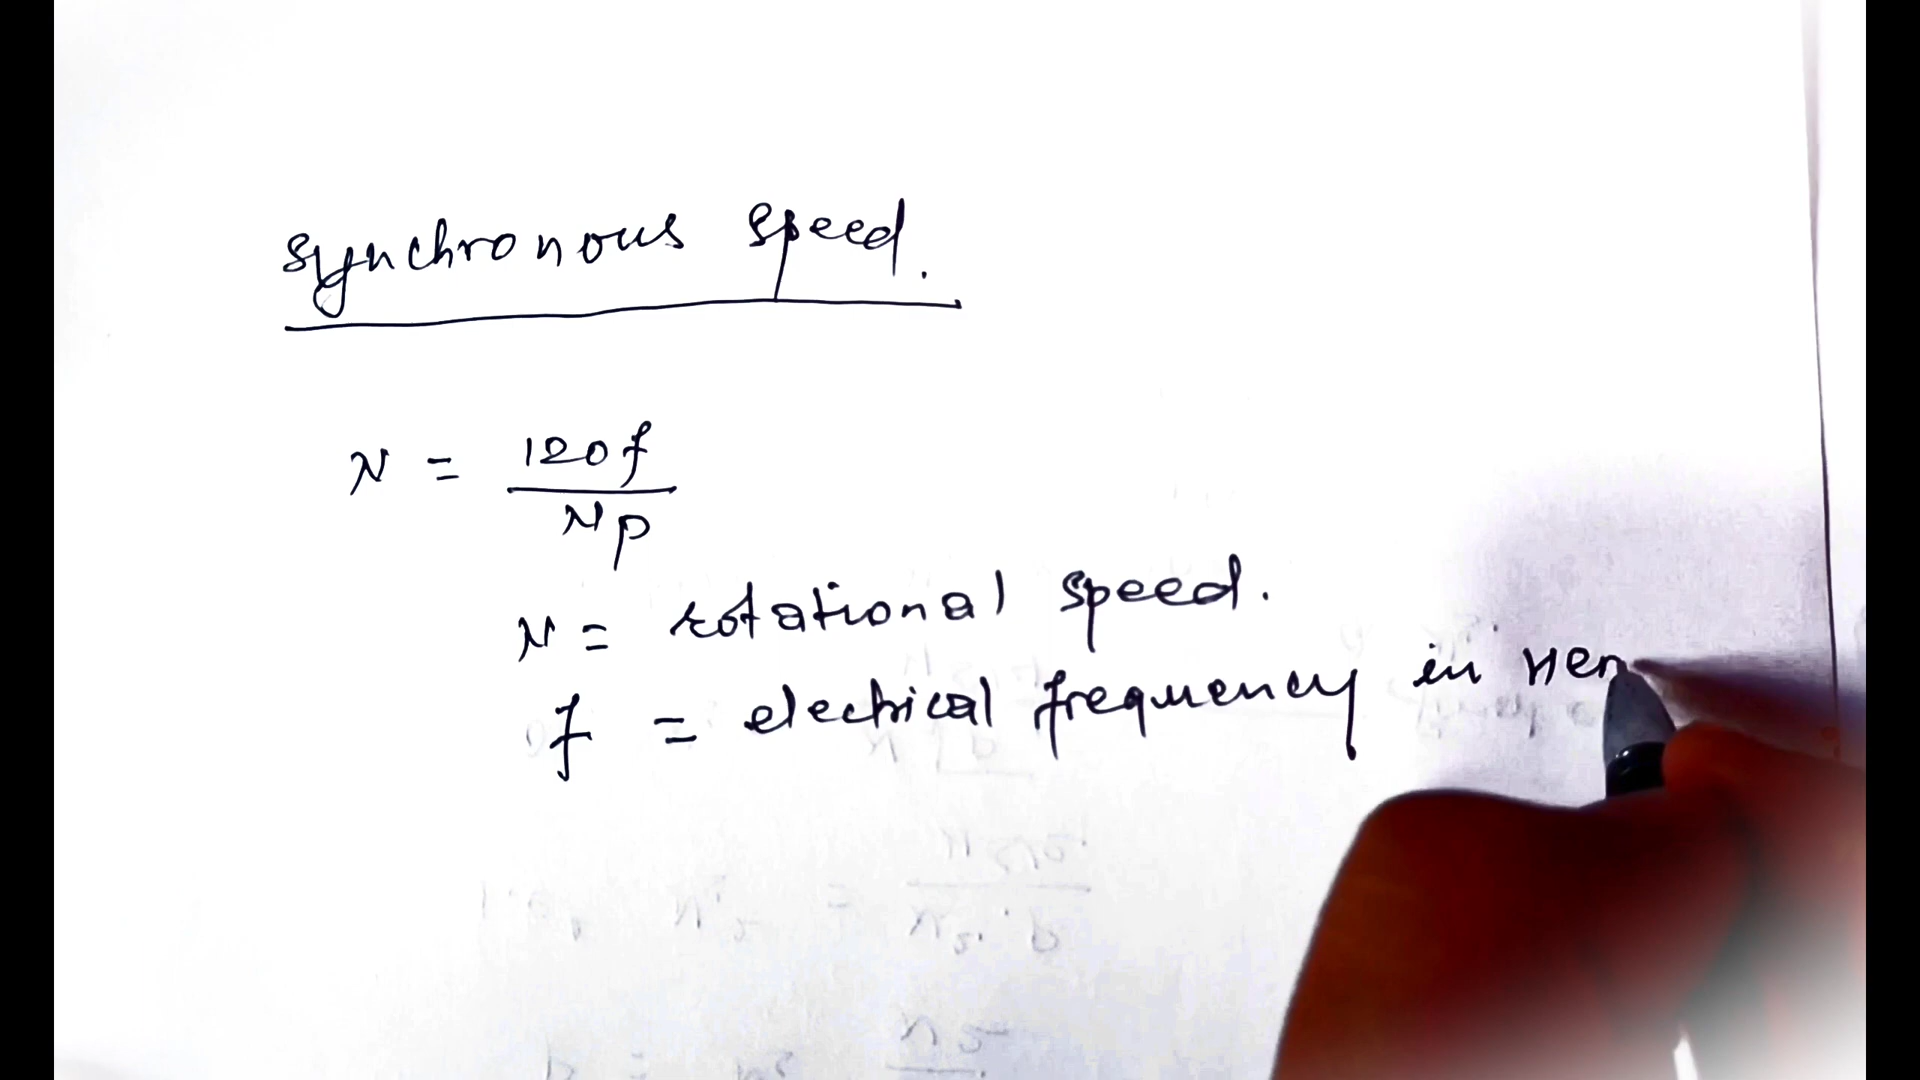 synchronous speed.
N = 120f / Np
N = rotational speed.
f = electrical frequency in Her